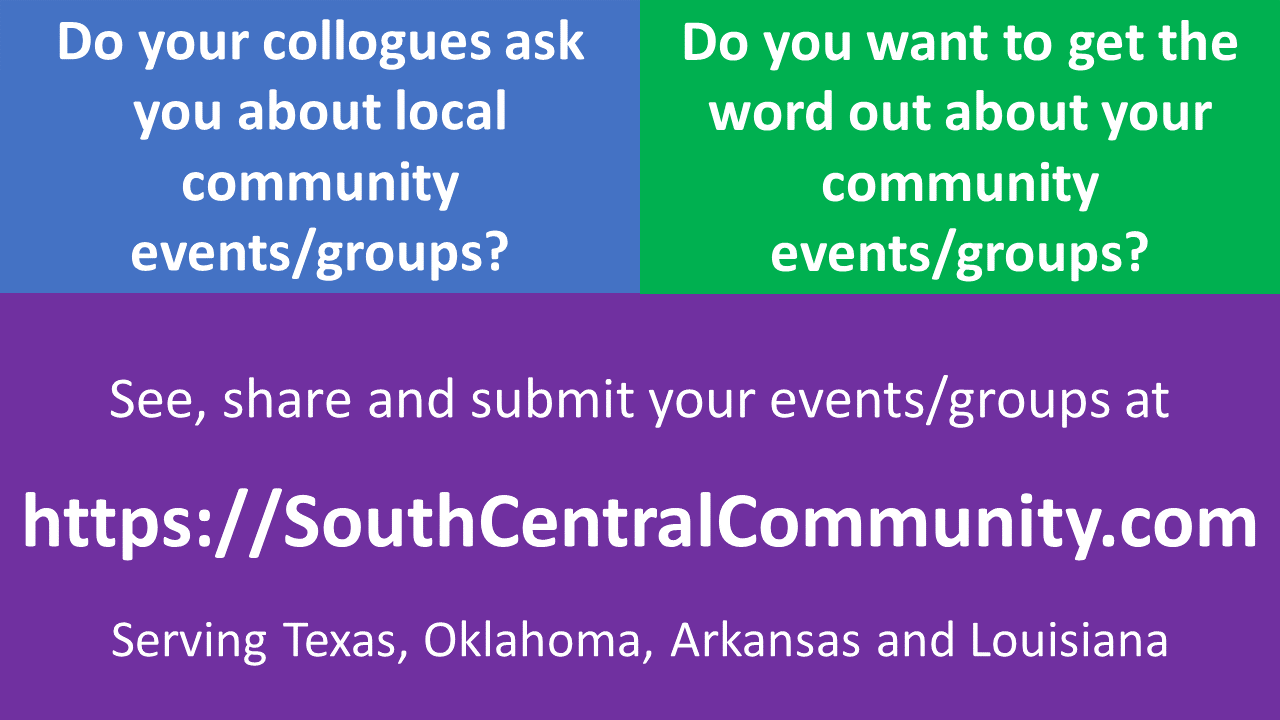 Do your collogues ask
you about local
community
events/groups?
Do you want to get the
word out about your
community
events/groups?
See, share and submit your events/groups at
https://SouthCentralCommunity.com
Serving Texas, Oklahoma, Arkansas and Louisiana